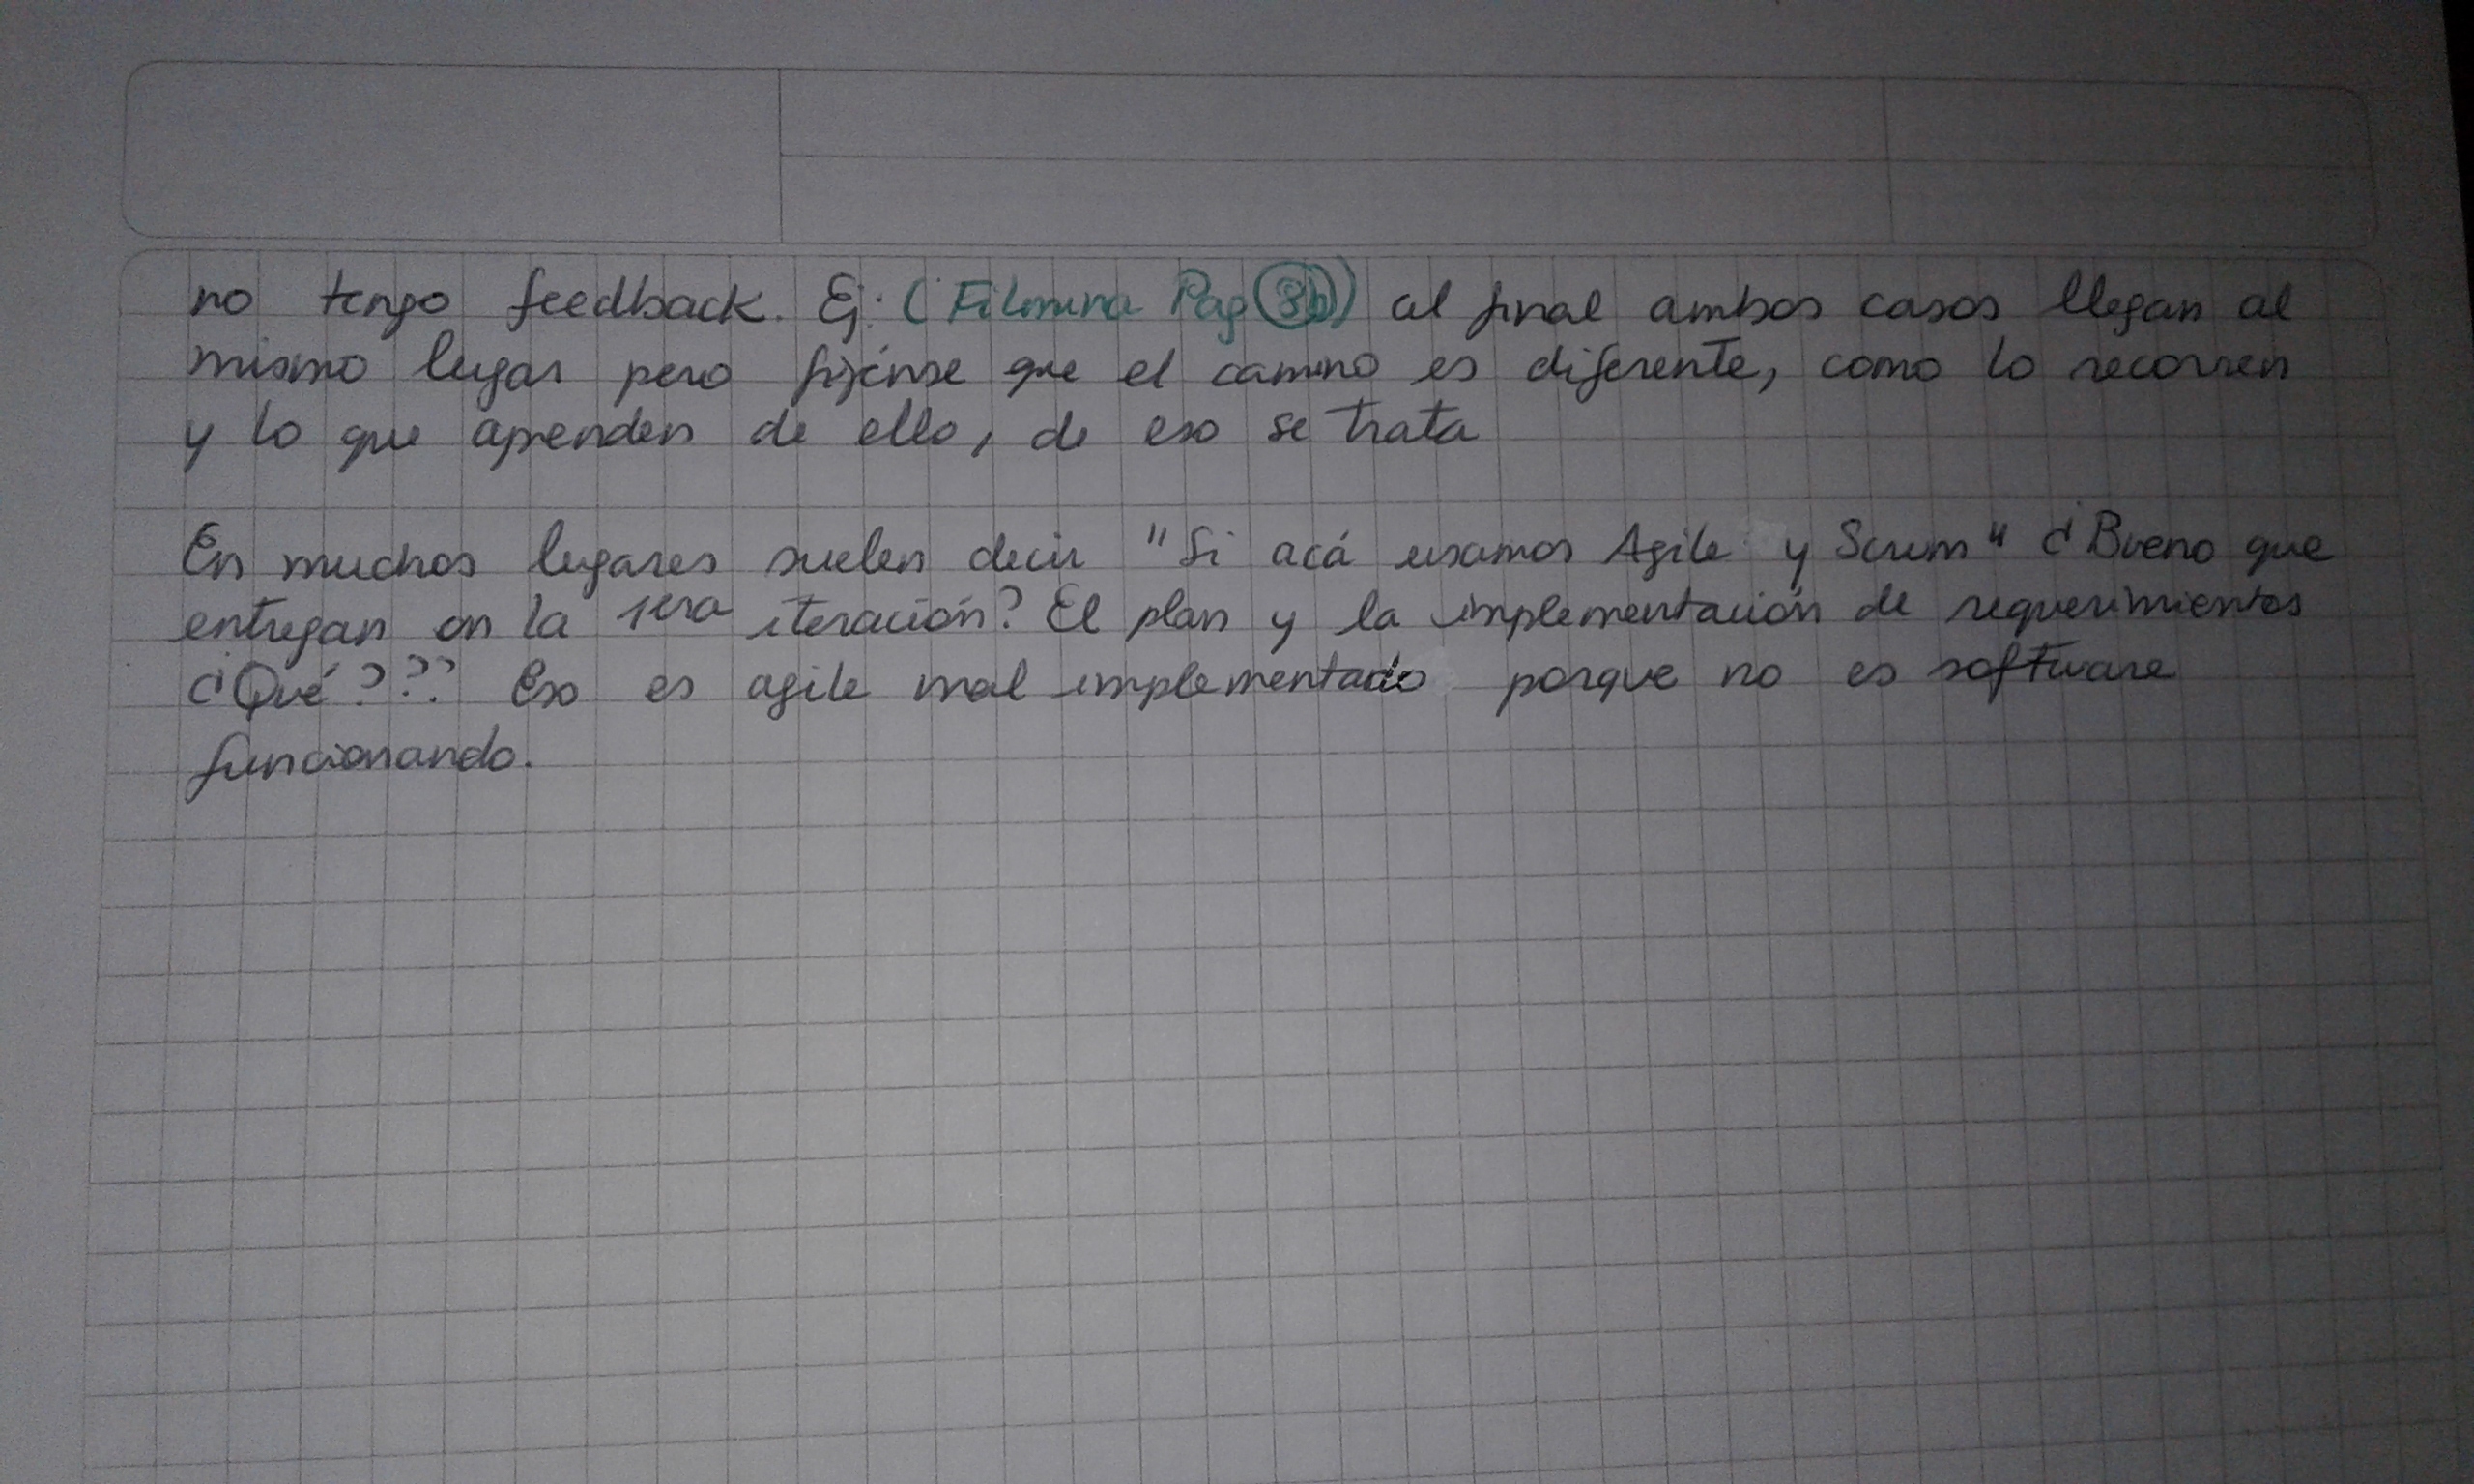 no tengo feedback. Ej: (Filmina Pag 3b) al final ambos casos llegan al
mismo lugar pero fijénse que el camino es diferente, como lo recorren
y lo que aprenden de ello, de eso se trata
En muchos lugares suelen decir "Si acá usamos Agile y Scrum" ¿Bueno que
entregan en la 1era iteración? El plan y la implementación de requerimientos
¿Qué??? Eso es agile mal implementado porque no es software
funcionando.